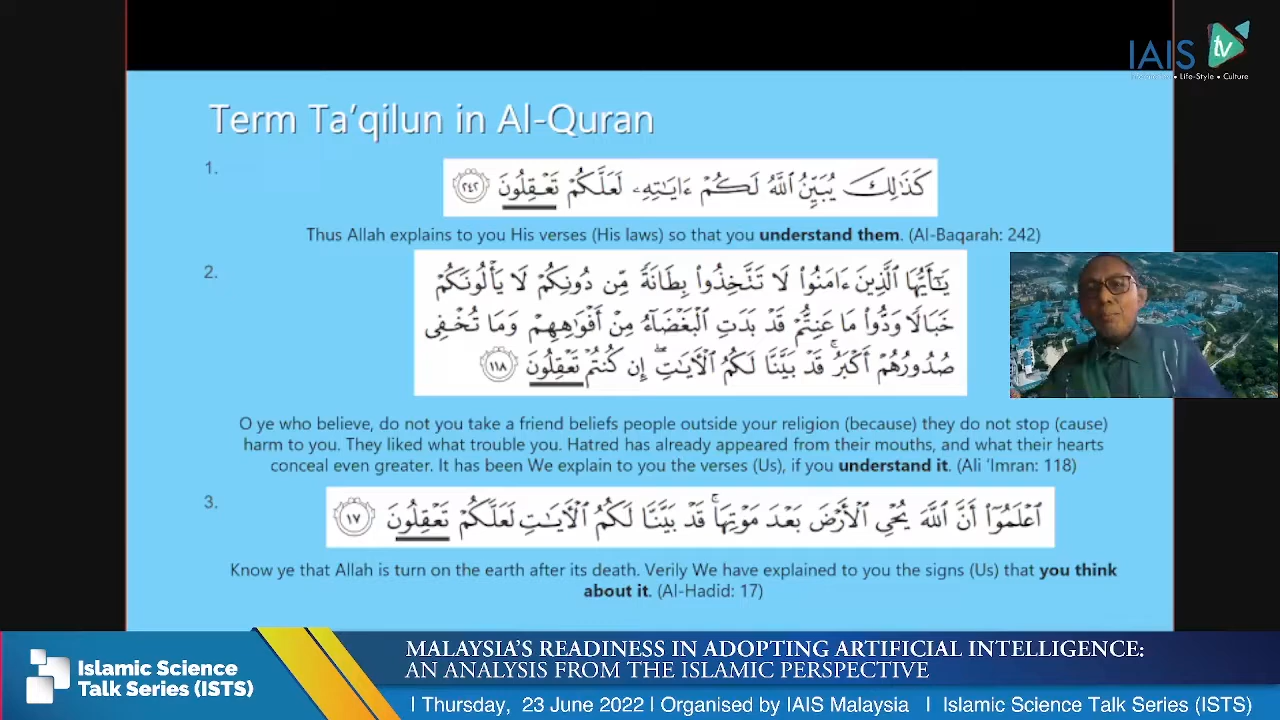 IAIS tv
• Life-Style • Culture
Term Ta’qilun in Al-Quran
1.
كَذَٰلِكَ يُبَيِّنُ ٱللَّهُ لَكُمْ ءَايَـٰتِهِۦ لَعَلَّكُمْ تَعْقِلُونَ ٢٤٢
Thus Allah explains to you His verses (His laws) so that you understand them. (Al-Baqarah: 242)
2.
يَـٰٓأَيُّهَا ٱلَّذِينَ ءَامَنُوا۟ لَا تَتَّخِذُوا۟ بِطَانَةً مِّن دُونِكُمْ لَا يَأْلُونَكُمْ
خَبَالًا وَدُّوا۟ مَا عَنِتُّمْ قَدْ بَدَتِ ٱلْبَغْضَآءُ مِنْ أَفْوَٰهِهِمْ وَمَا تُخْفِى
صُدُورُهُمْ أَكْبَرُ ۚ قَدْ بَيَّنَّا لَكُمُ ٱلْـَٔايَـٰتِ ۖ إِن كُنتُمْ تَعْقِلُونَ ١١٨
O ye who believe, do not you take a friend beliefs people outside your religion (because) they do not stop (cause)
harm to you. They liked what trouble you. Hatred has already appeared from their mouths, and what their hearts
conceal even greater. It has been We explain to you the verses (Us), if you understand it. (Ali ‘Imran: 118)
3.
ٱعْلَمُوٓا۟ أَنَّ ٱللَّهَ يُحْىِ ٱلْأَرْضَ بَعْدَ مَوْتِهَا ۚ قَدْ بَيَّنَّا لَكُمُ ٱلْـَٔايَـٰتِ لَعَلَّكُمْ تَعْقِلُونَ ١٧
Know ye that Allah is turn on the earth after its death. Verily We have explained to you the signs (Us) that you think
about it. (Al-Hadid: 17)
Islamic Science
Talk Series (ISTS)
MALAYSIA’S READINESS IN ADOPTING ARTIFICIAL INTELLIGENCE:
AN ANALYSIS FROM THE ISLAMIC PERSPECTIVE
| Thursday, 23 June 2022 | Organised by IAIS Malaysia | Islamic Science Talk Series (ISTS)